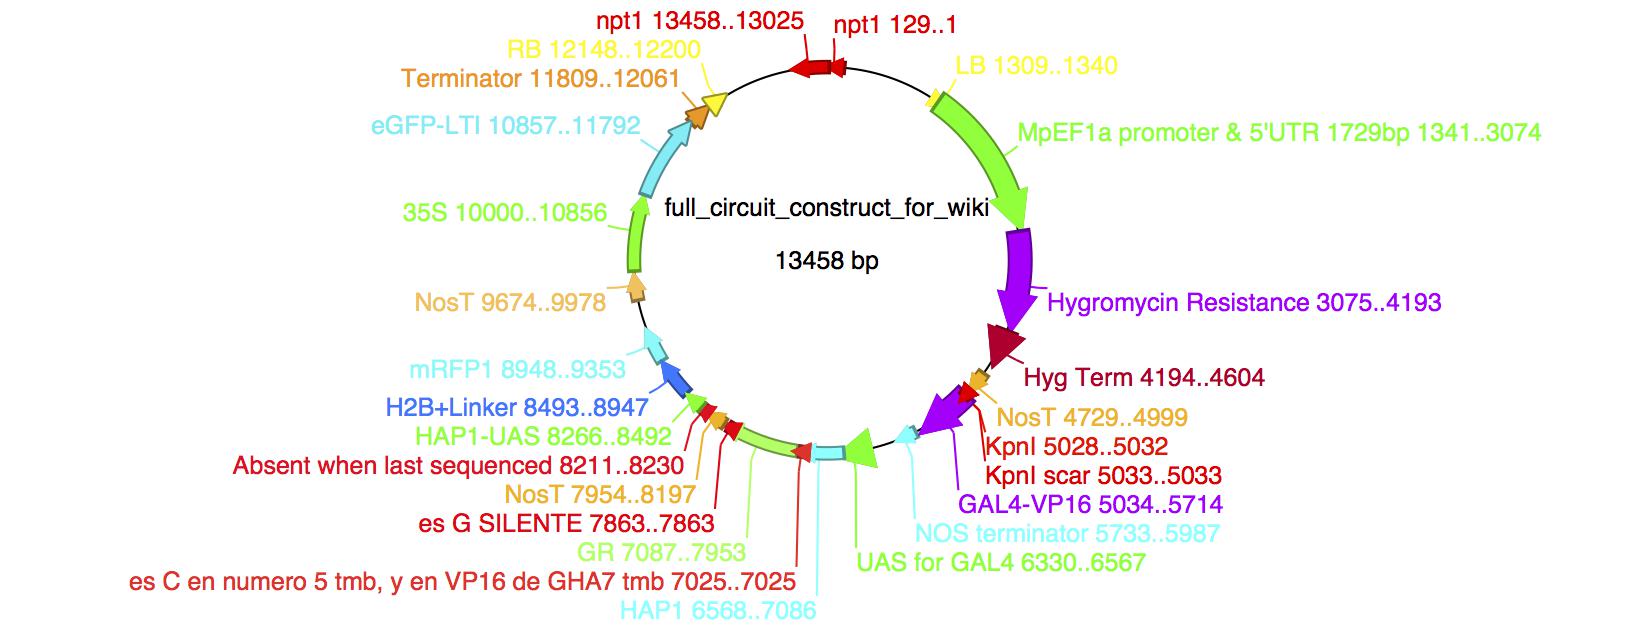 npt1 13458..13025
npt1 129..1
RB 12148..12200
LB 1309..1340
Terminator 11809..12061
eGFP-LTI 10857..11792
MpEF1a promoter & 5'UTR 1729bp 1341..3074
35S 10000..10856
full_circuit_construct_for_wiki
13458 bp
NosT 9674..9978
Hygromycin Resistance 3075..4193
mRFP1 8948..9353
Hyg Term 4194..4604
H2B+Linker 8493..8947
NosT 4729..4999
HAP1-UAS 8266..8492
KpnI 5028..5032
Absent when last sequenced 8211..8230
KpnI scar 5033..5033
NosT 7954..8197
GAL4-VP16 5034..5714
es G SILENTE 7863..7863
NOS terminator 5733..5987
GR 7087..7953
UAS for GAL4 6330..6567
es C en numero 5 tmb, y en VP16 de GHA7 tmb 7025..7025
HAP1 6568..7086